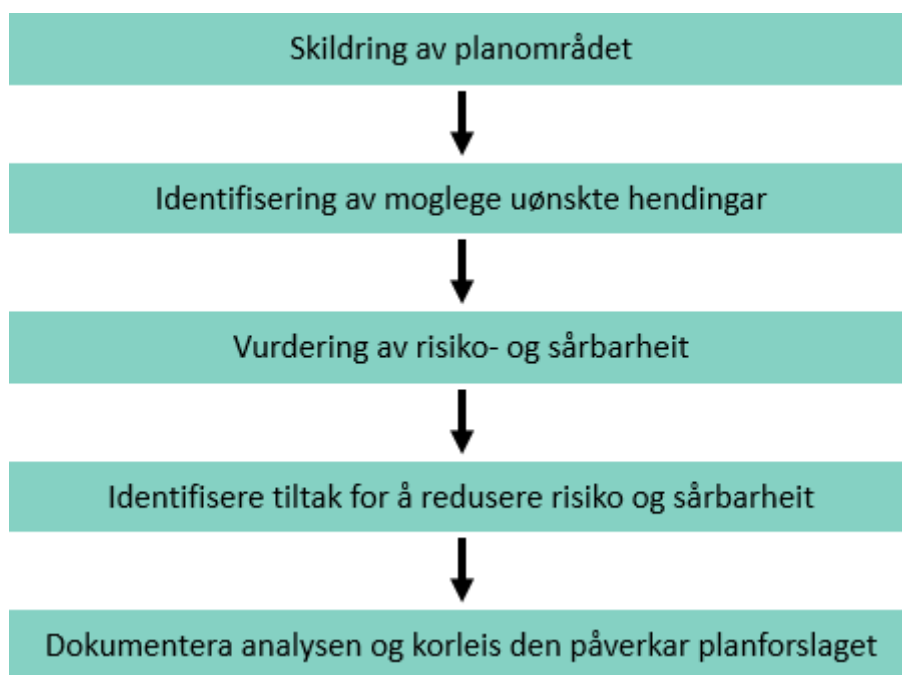 Skildring av planområdet
Identifisering av moglege uønskte hendingar
Vurdering av risiko- og sårbarheit
Identifisere tiltak for å redusere risiko og sårbarheit
Dokumentera analysen og korleis den påverkar planforslaget